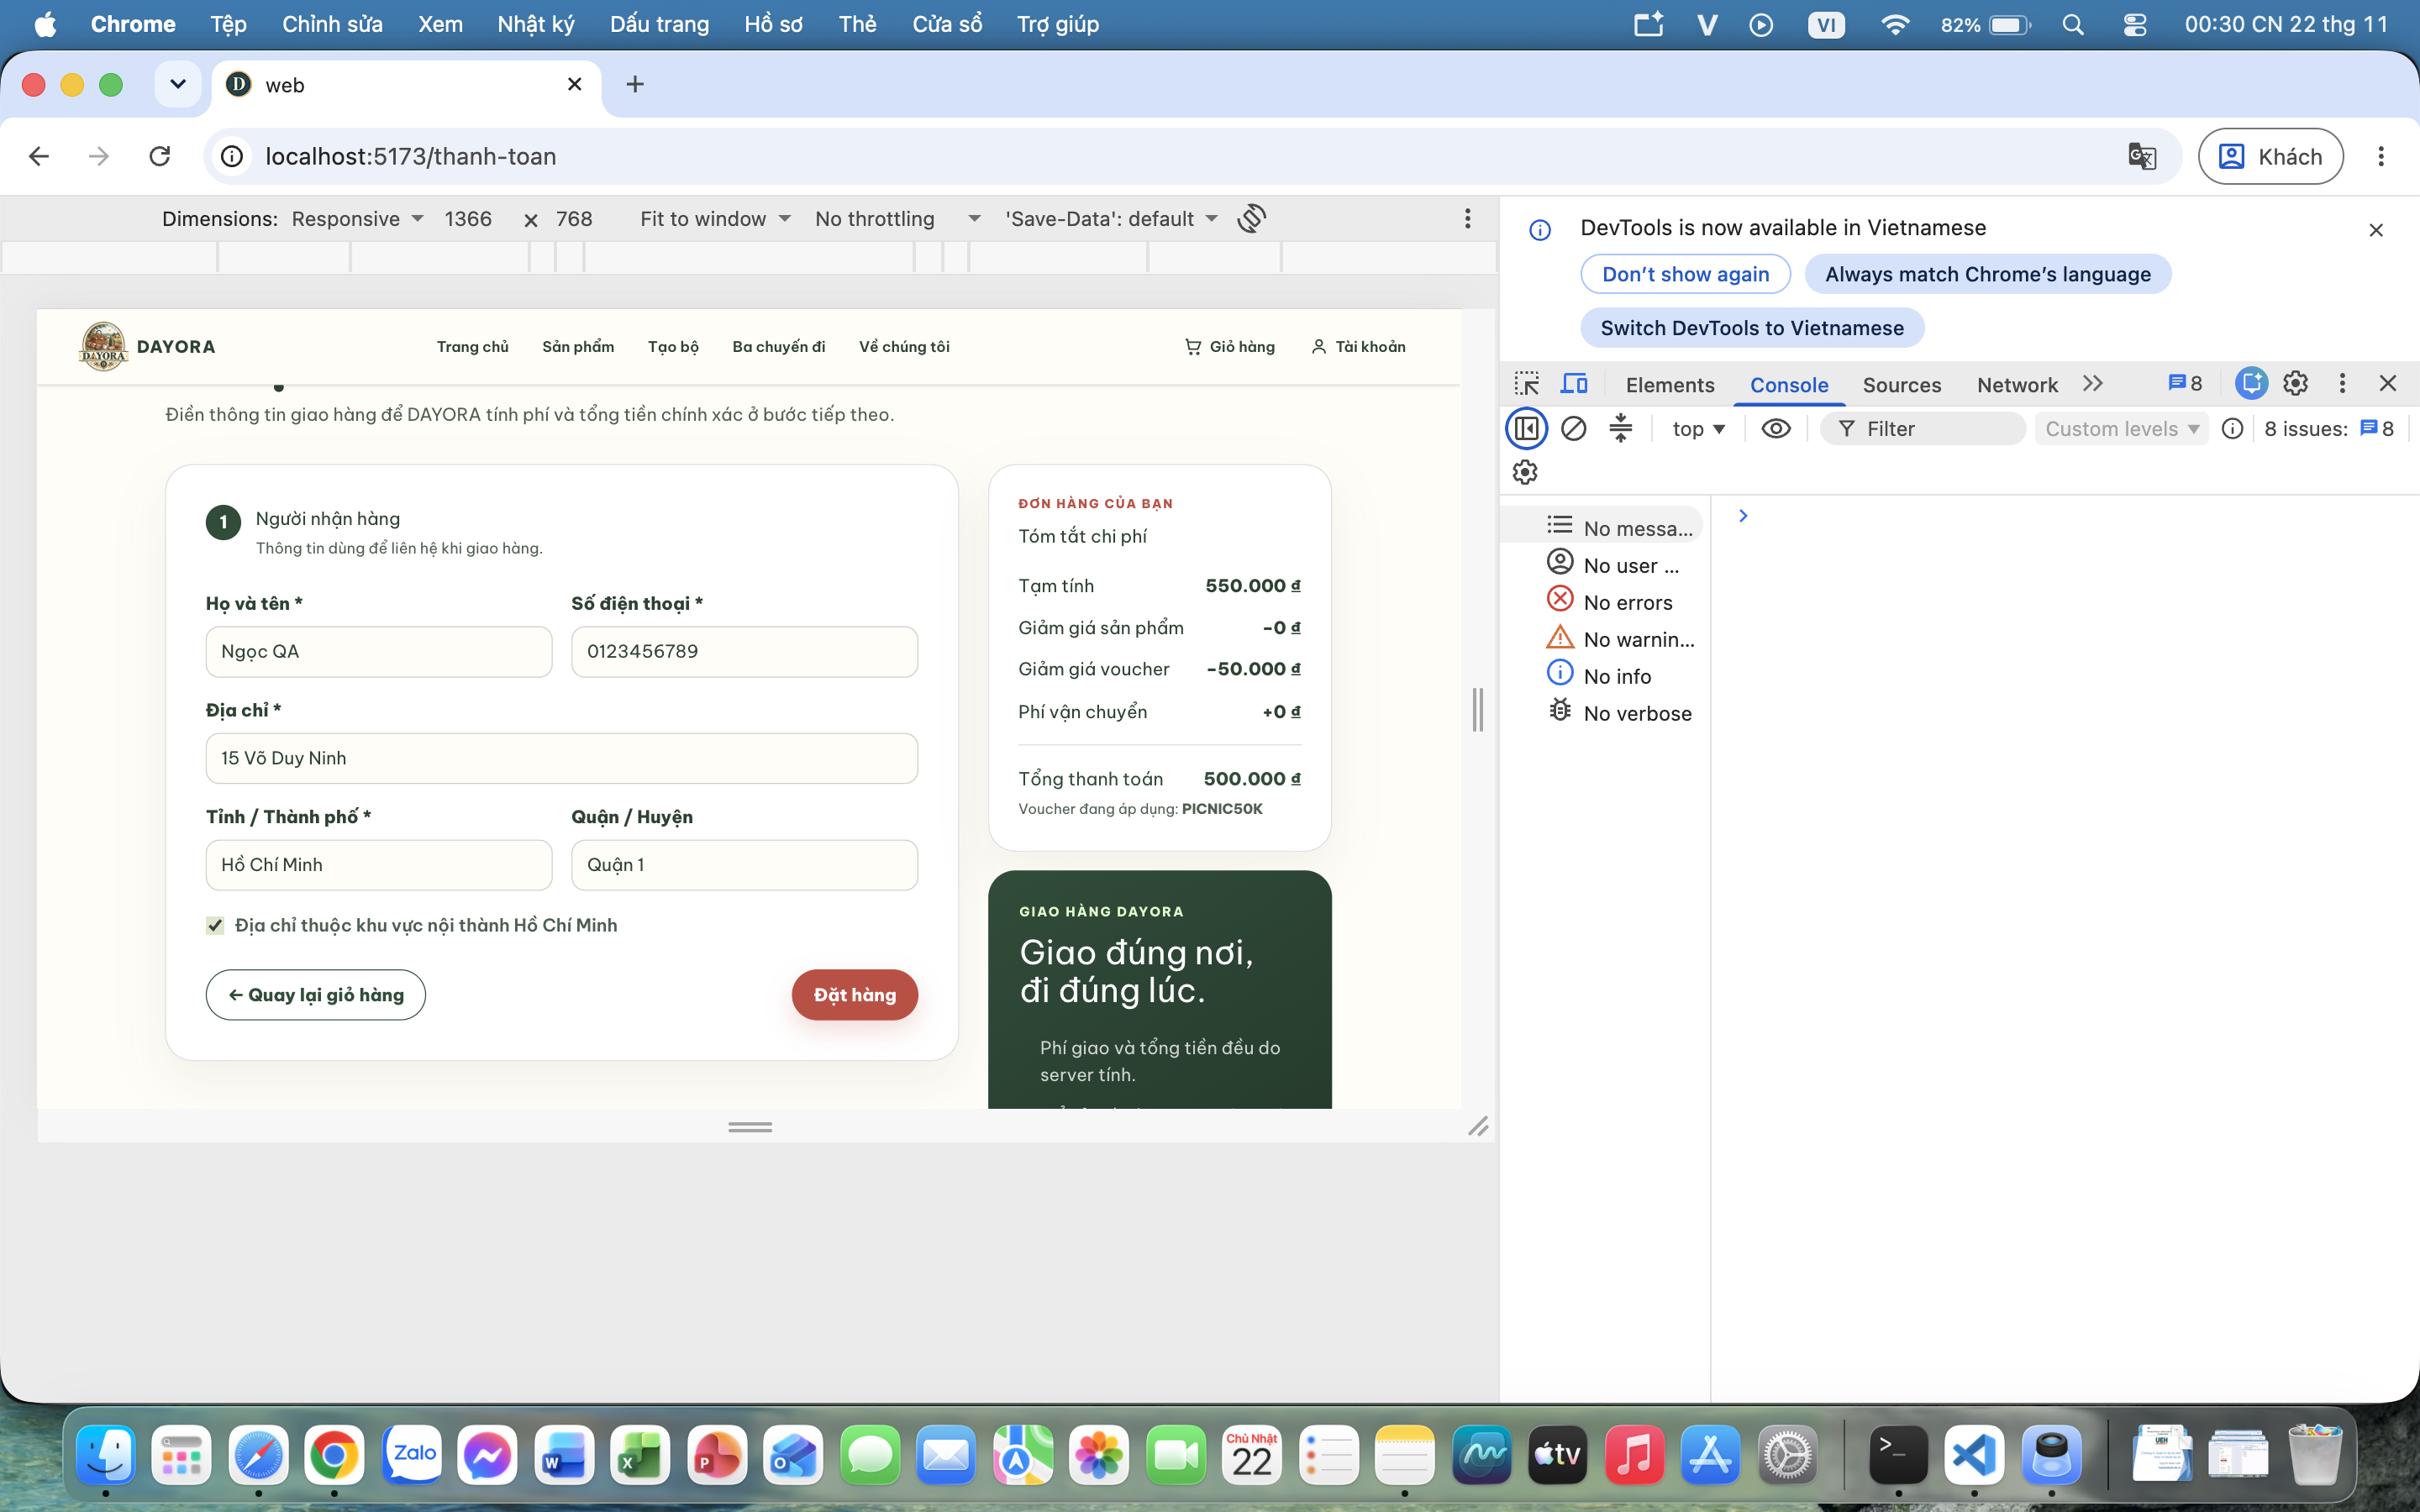 Chrome Tệp Chỉnh sửa Xem Nhật ký Dấu trang Hồ sơ Thẻ Cửa sổ Trợ giúp VI 82% 00:30 CN 22 thg 11
web
localhost:5173/thanh-toan Khách
Dimensions: Responsive 1366 × 768 Fit to window No throttling 'Save-Data': default
DAYORA DAYORA Trang chủ Sản phẩm Tạo bộ Ba chuyến đi Về chúng tôi Giỏ hàng Tài khoản
Điền thông tin giao hàng để DAYORA tính phí và tổng tiền chính xác ở bước tiếp theo.
1 Người nhận hàng
Thông tin dùng để liên hệ khi giao hàng.
Họ và tên * Số điện thoại *
Ngọc QA 0123456789
Địa chỉ *
15 Võ Duy Ninh
Tỉnh / Thành phố * Quận / Huyện
Hồ Chí Minh Quận 1
Địa chỉ thuộc khu vực nội thành Hồ Chí Minh
← Quay lại giỏ hàng Đặt hàng
ĐƠN HÀNG CỦA BẠN
Tóm tắt chi phí
Tạm tính 550.000 ₫
Giảm giá sản phẩm -0 ₫
Giảm giá voucher -50.000 ₫
Phí vận chuyển +0 ₫
Tổng thanh toán 500.000 ₫
Voucher đang áp dụng: PICNIC50K
GIAO HÀNG DAYORA
Giao đúng nơi,
đi đúng lúc.
Phí giao và tổng tiền đều do
server tính.
DevTools is now available in Vietnamese
Don't show again Always match Chrome's language
Switch DevTools to Vietnamese
Elements Console Sources Network 8
top Filter Custom levels 8 issues: 8
No messa...
No user ...
No errors
No warnin...
No info
No verbose
Zalo W X P O Chủ Nhật 22 tv